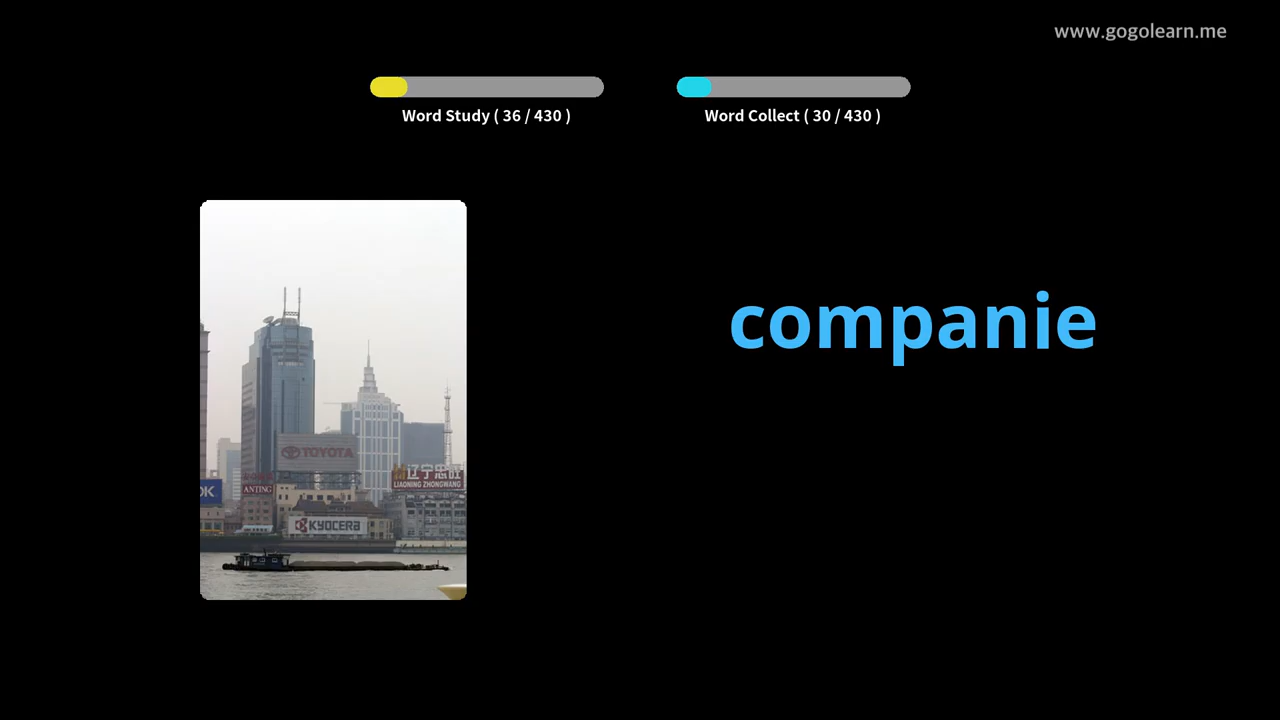 www.gogolearn.me
Word Study ( 36 / 430 )
Word Collect ( 30 / 430 )
companie
TOYOTA
辽宁忠旺
LIAONING ZHONGWANG
OK
ANTING
KYOCERA